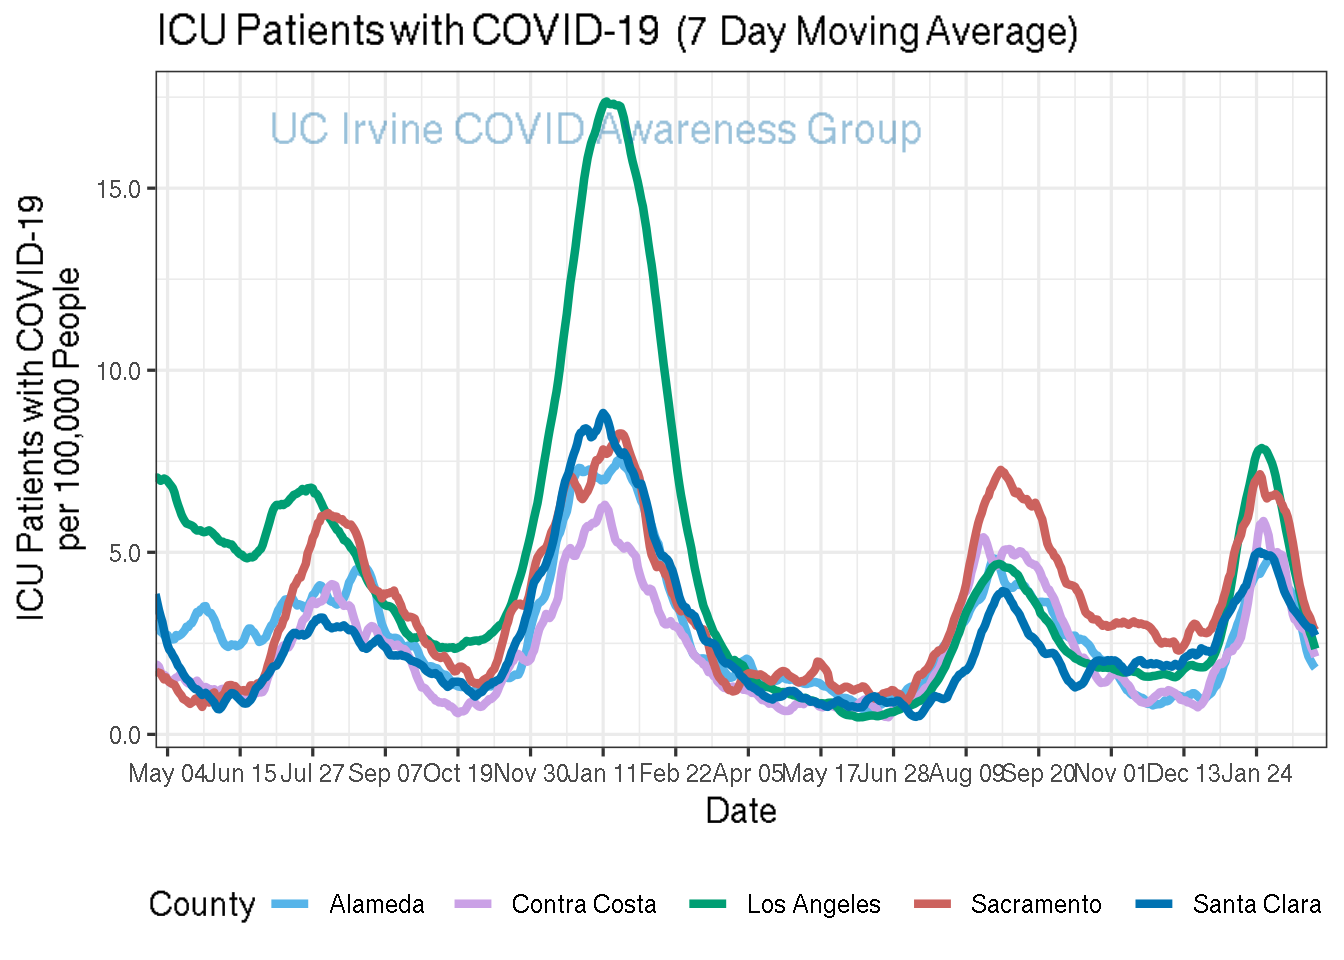 ICU Patients with COVID-19 (7 Day Moving Average)
UC Irvine COVID Awareness Group
ICU Patients with COVID-19
per 100,000 People
15.0
10.0
5.0
0.0
May 04 Jun 15 Jul 27 Sep 07 Oct 19 Nov 30 Jan 11 Feb 22 Apr 05 May 17 Jun 28 Aug 09 Sep 20 Nov 01 Dec 13 Jan 24
Date
County Alameda Contra Costa Los Angeles Sacramento Santa Clara